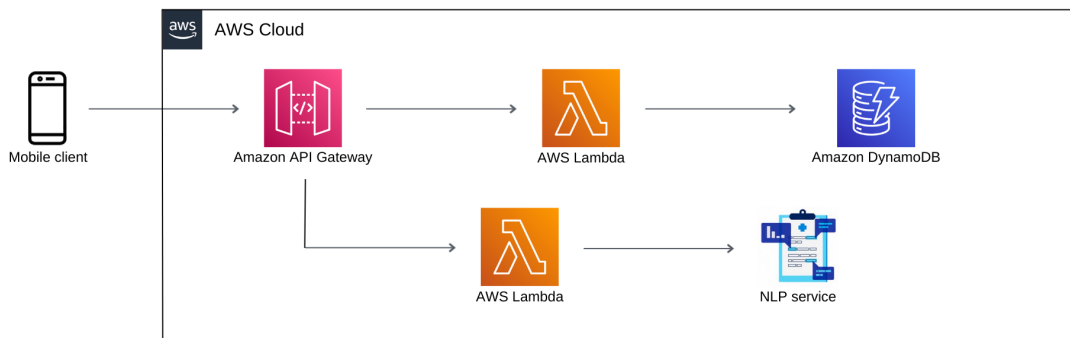 aws
AWS Cloud
</>
Mobile client
Amazon API Gateway
AWS Lambda
Amazon DynamoDB
AWS Lambda
NLP service